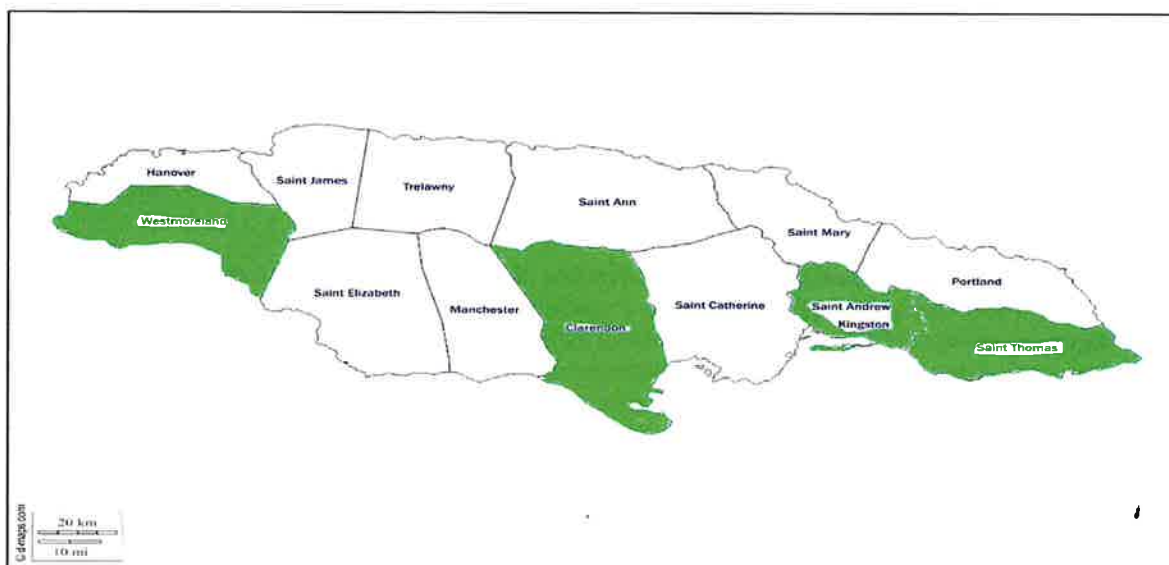 Hanover
Saint James
Trelawny
Saint Ann
Westmoreland
Saint Mary
Saint Elizabeth
Manchester
Clarendon
Saint Catherine
Saint Andrew
Kingston
Portland
Saint Thomas
© d-maps.com
20 km
10 mi